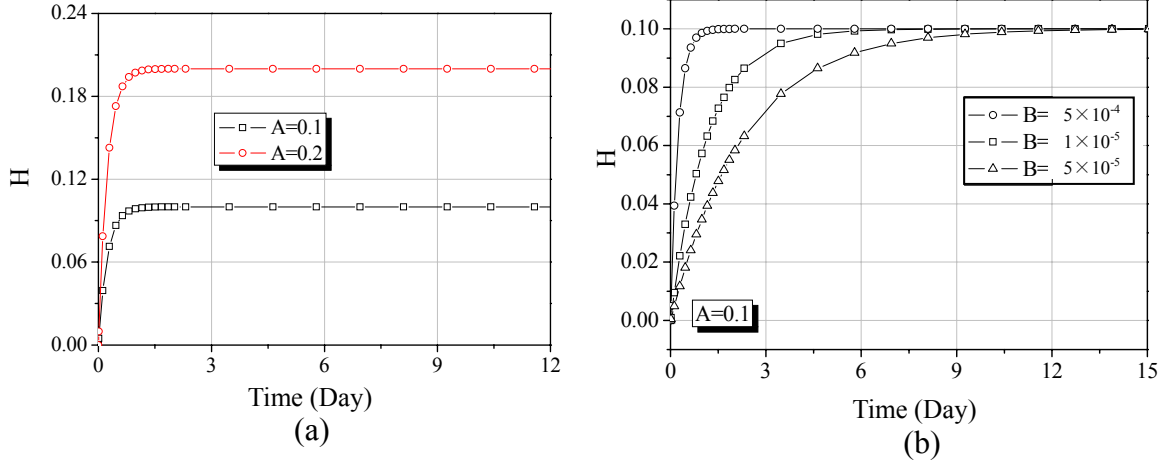 0.24
0.18
0.12
0.06
0.00
H
A=0.1
A=0.2
0 3 6 9 12
Time (Day)
(a)
0.10
0.08
0.06
0.04
0.02
0.00
H
B= 5×10-4
B= 1×10-5
B= 5×10-5
A=0.1
0 3 6 9 12 15
Time (Day)
(b)